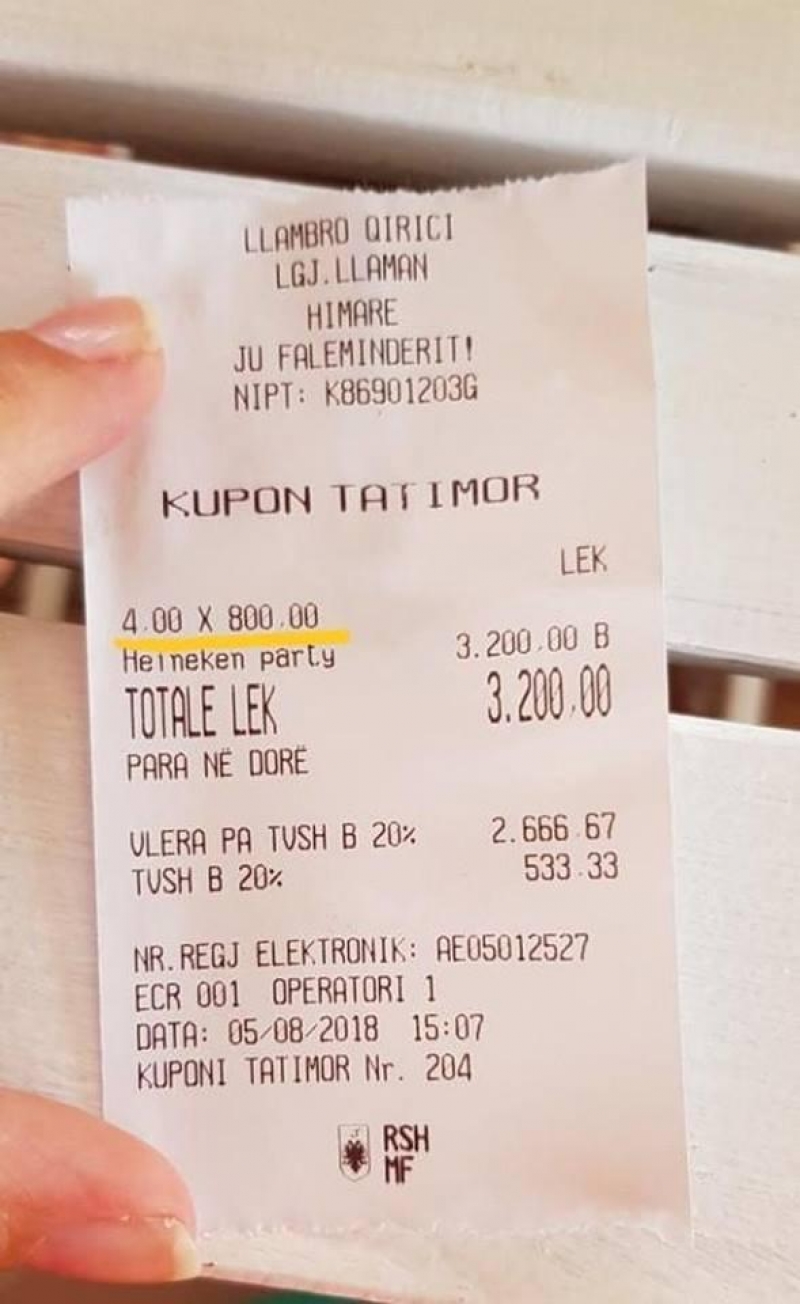 LLAMBRO QIRICI
LGJ.LLAMAN
HIMARE
JU FALEMINDERIT!
NIPT: K86901203G
KUPON TATIMOR
LEK
4.00 X 800.00
Heineken party 3.200.00 B
TOTALE LEK 3.200.00
PARA NË DORË
VLERA PA TVSH B 20% 2.666.67
TVSH B 20% 533.33
NR.REGJ ELEKTRONIK: AE05012527
ECR 001 OPERATORI 1
DATA: 05/08/2018 15:07
KUPONI TATIMOR Nr. 204
RSH
MF